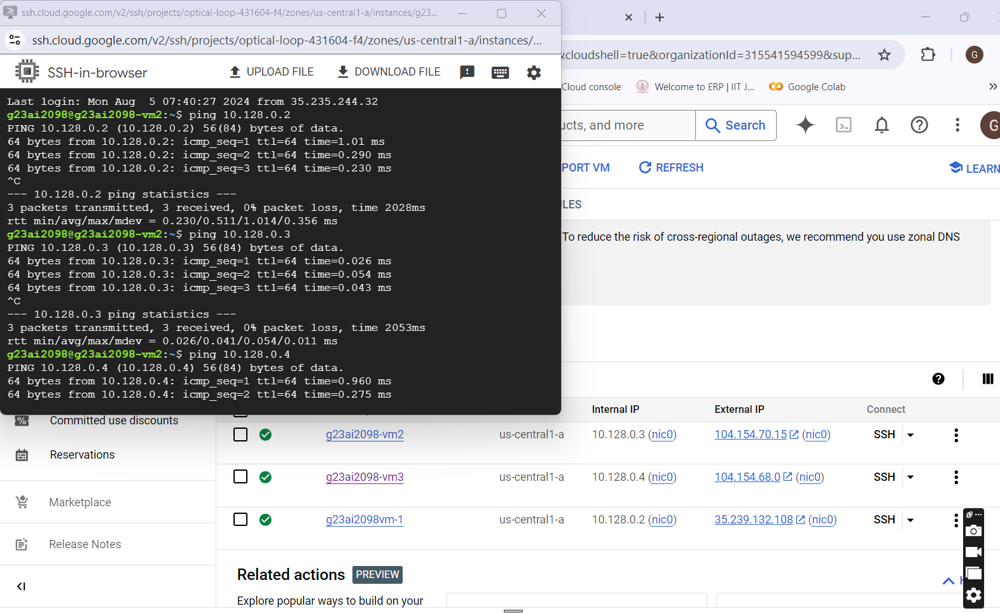 ssh.cloud.google.com/v2/ssh/projects/optical-loop-431604-f4/zones/us-central1-a/instances/g23...
ssh.cloud.google.com/v2/ssh/projects/optical-loop-431604-f4/zones/us-central1-a/instances/...
SSH-in-browser
UPLOAD FILE
DOWNLOAD FILE
Last login: Mon Aug  5 07:40:27 2024 from 35.235.244.32
g23ai2098@g23ai2098-vm2:~$ ping 10.128.0.2
PING 10.128.0.2 (10.128.0.2) 56(84) bytes of data.
64 bytes from 10.128.0.2: icmp_seq=1 ttl=64 time=1.01 ms
64 bytes from 10.128.0.2: icmp_seq=2 ttl=64 time=0.290 ms
64 bytes from 10.128.0.2: icmp_seq=3 ttl=64 time=0.230 ms
^C
--- 10.128.0.2 ping statistics ---
3 packets transmitted, 3 received, 0% packet loss, time 2028ms
rtt min/avg/max/mdev = 0.230/0.511/1.014/0.356 ms
g23ai2098@g23ai2098-vm2:~$ ping 10.128.0.3
PING 10.128.0.3 (10.128.0.3) 56(84) bytes of data.
64 bytes from 10.128.0.3: icmp_seq=1 ttl=64 time=0.026 ms
64 bytes from 10.128.0.3: icmp_seq=2 ttl=64 time=0.054 ms
64 bytes from 10.128.0.3: icmp_seq=3 ttl=64 time=0.043 ms
^C
--- 10.128.0.3 ping statistics ---
3 packets transmitted, 3 received, 0% packet loss, time 2053ms
rtt min/avg/max/mdev = 0.026/0.041/0.054/0.011 ms
g23ai2098@g23ai2098-vm2:~$ ping 10.128.0.4
PING 10.128.0.4 (10.128.0.4) 56(84) bytes of data.
64 bytes from 10.128.0.4: icmp_seq=1 ttl=64 time=0.960 ms
64 bytes from 10.128.0.4: icmp_seq=2 ttl=64 time=0.275 ms
cloudshell=true&organizationId=315541594599&sup...
G
Cloud console
Welcome to ERP | IIT J...
Google Colab
ucts, and more
Search
G
PORT VM
REFRESH
LEARN
ULES
To reduce the risk of cross-regional outages, we recommend you use zonal DNS
Internal IP External IP Connect
g23ai2098-vm2 us-central1-a 10.128.0.3 (nic0) 104.154.70.15 (nic0) SSH
g23ai2098-vm3 us-central1-a 10.128.0.4 (nic0) 104.154.68.0 (nic0) SSH
g23ai2098vm-1 us-central1-a 10.128.0.2 (nic0) 35.239.132.108 (nic0) SSH
Committed use discounts
Reservations
Marketplace
Release Notes
Related actions PREVIEW
Explore popular ways to build on your